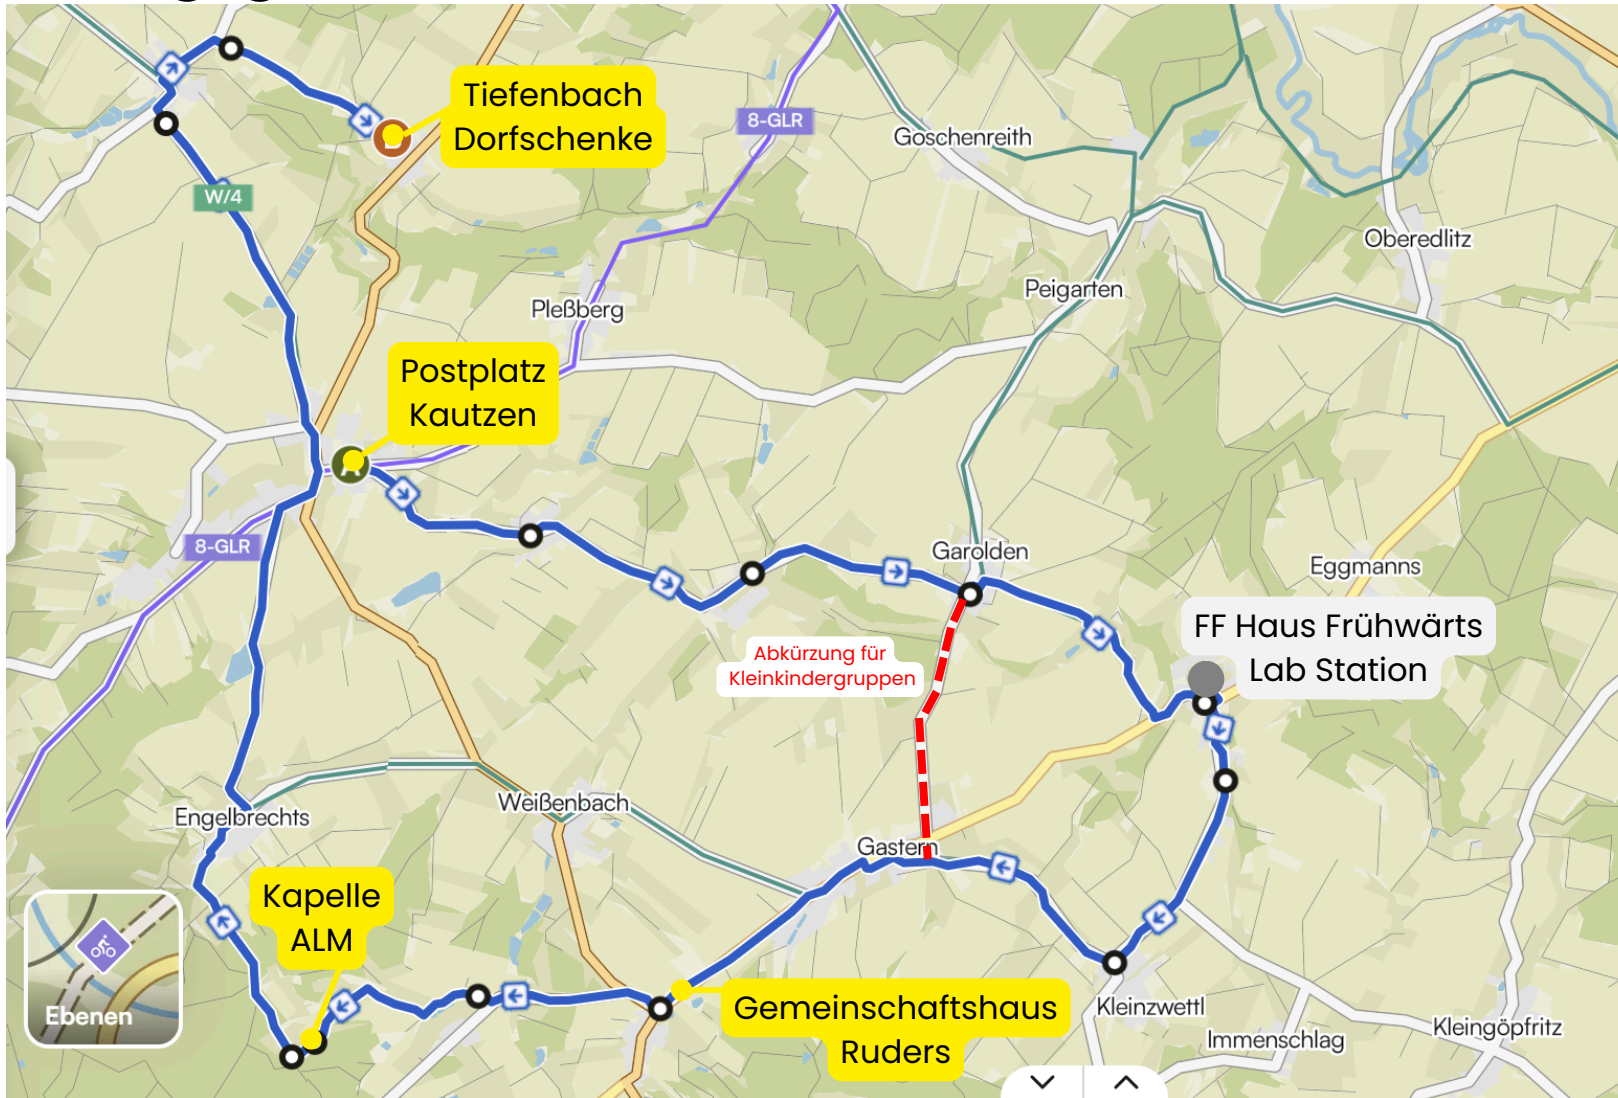 Tiefenbach
Dorfschenke
8-GLR
Goschenreith
W/4
Oberedlitz
Peigarten
Pleßberg
Postplatz
Kautzen
8-GLR
Garolden
Eggmanns
FF Haus Frühwärts
Lab Station
Abkürzung für
Kleinkindergruppen
Weißenbach
Engelbrechts
Gastern
Kapelle
ALM
Gemeinschaftshaus
Ruders
Kleinzwettl
Immenschlag
Kleingöpfritz
Ebenen